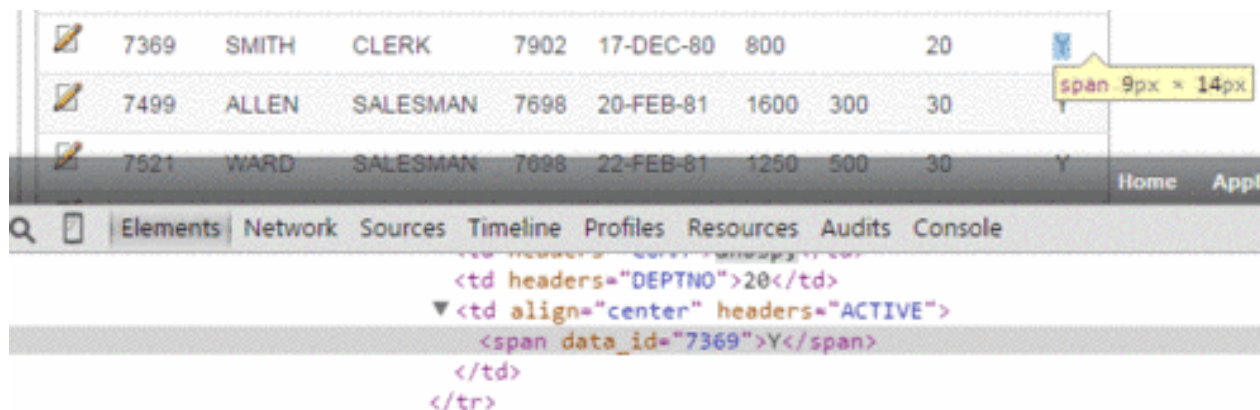 7369 SMITH CLERK 7902 17-DEC-80 800 20 Y
span 9px × 14px
7499 ALLEN SALESMAN 7698 20-FEB-81 1600 300 30 Y
7521 WARD SALESMAN 7698 22-FEB-81 1250 500 30 Y
Home Appl
Elements Network Sources Timeline Profiles Resources Audits Console
<td headers="DEPTNO">20</td>
▼<td align="center" headers="ACTIVE">
<span data_id="7369">Y</span>
</td>
</tr>